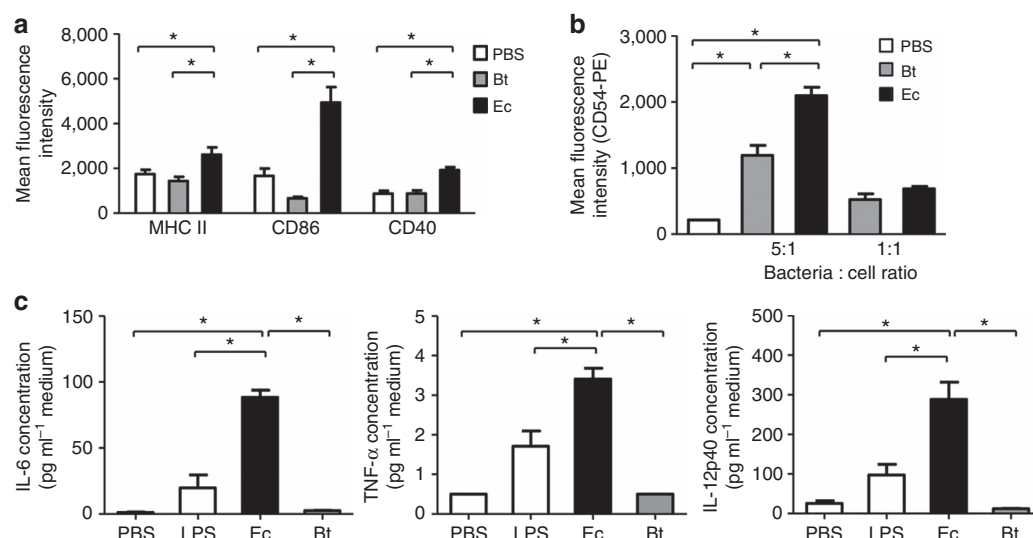 a
Mean fluorescence
intensity
8,000
6,000
4,000
2,000
0
* * *
* * *
PBS
Bt
Ec
MHC II CD86 CD40
b
Mean fluorescence
intensity (CD54-PE)
3,000
2,000
1,000
0
*
* *
PBS
Bt
Ec
5:1 1:1
Bacteria : cell ratio
c
IL-6 concentration
(pg ml⁻¹ medium)
150
100
50
0
* *
*
PBS LPS Ec Bt
TNF-α concentration
(pg ml⁻¹ medium)
5
4
3
2
1
0
* *
*
PBS LPS Ec Bt
IL-12p40 concentration
(pg ml⁻¹ medium)
500
400
300
200
100
0
* *
*
PBS LPS Ec Bt